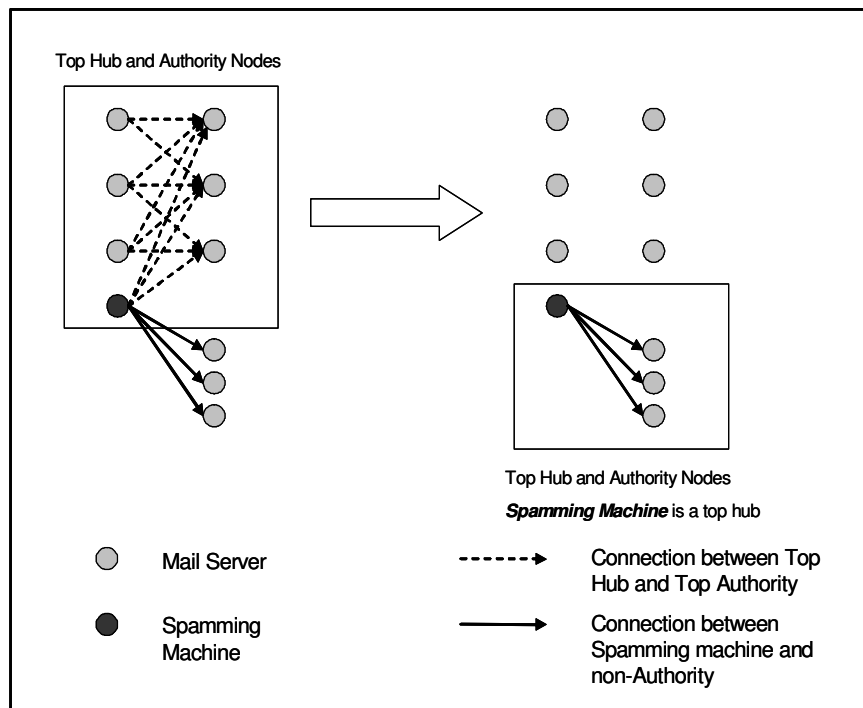 Top Hub and Authority Nodes
Top Hub and Authority Nodes
Spamming Machine is a top hub
Mail Server
Connection between Top
Hub and Top Authority
Spamming
Machine
Connection between
Spamming machine and
non-Authority